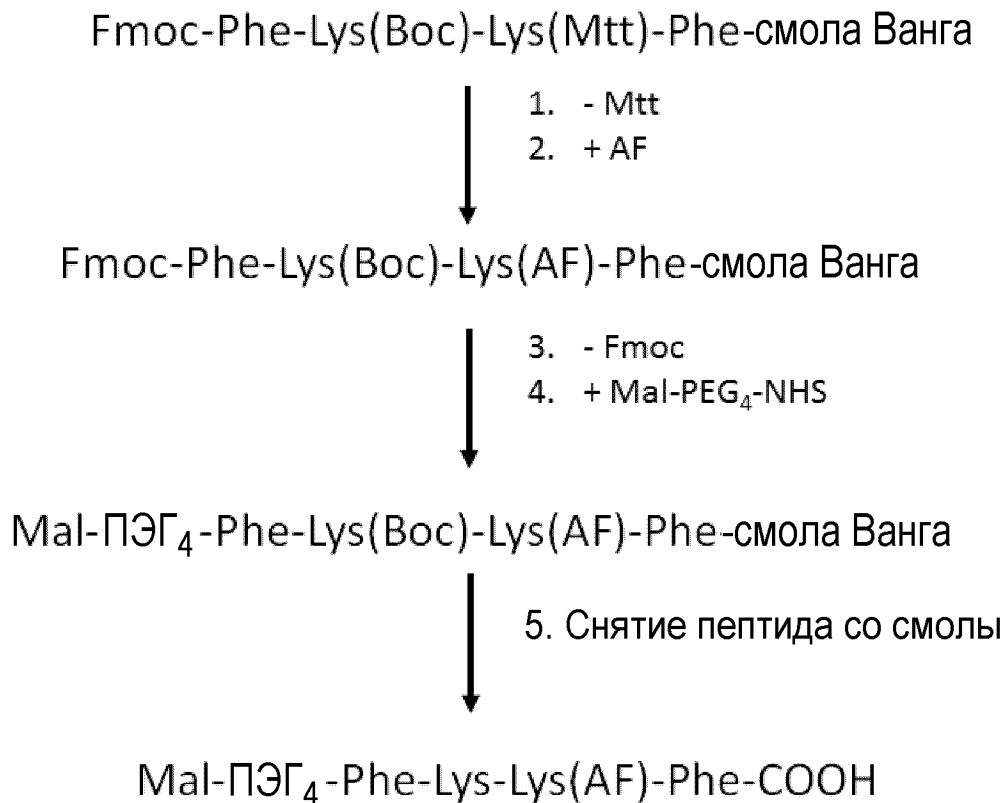 Fmoc-Phe-Lys(Boc)-Lys(Mtt)-Phe-смола Ванга
1. - Mtt
2. + AF
Fmoc-Phe-Lys(Boc)-Lys(AF)-Phe-смола Ванга
3. - Fmoc
4. + Mal-PEG₄-NHS
Mal-ПЭГ₄-Phe-Lys(Boc)-Lys(AF)-Phe-смола Ванга
5. Снятие пептида со смолы
Mal-ПЭГ₄-Phe-Lys-Lys(AF)-Phe-COOH